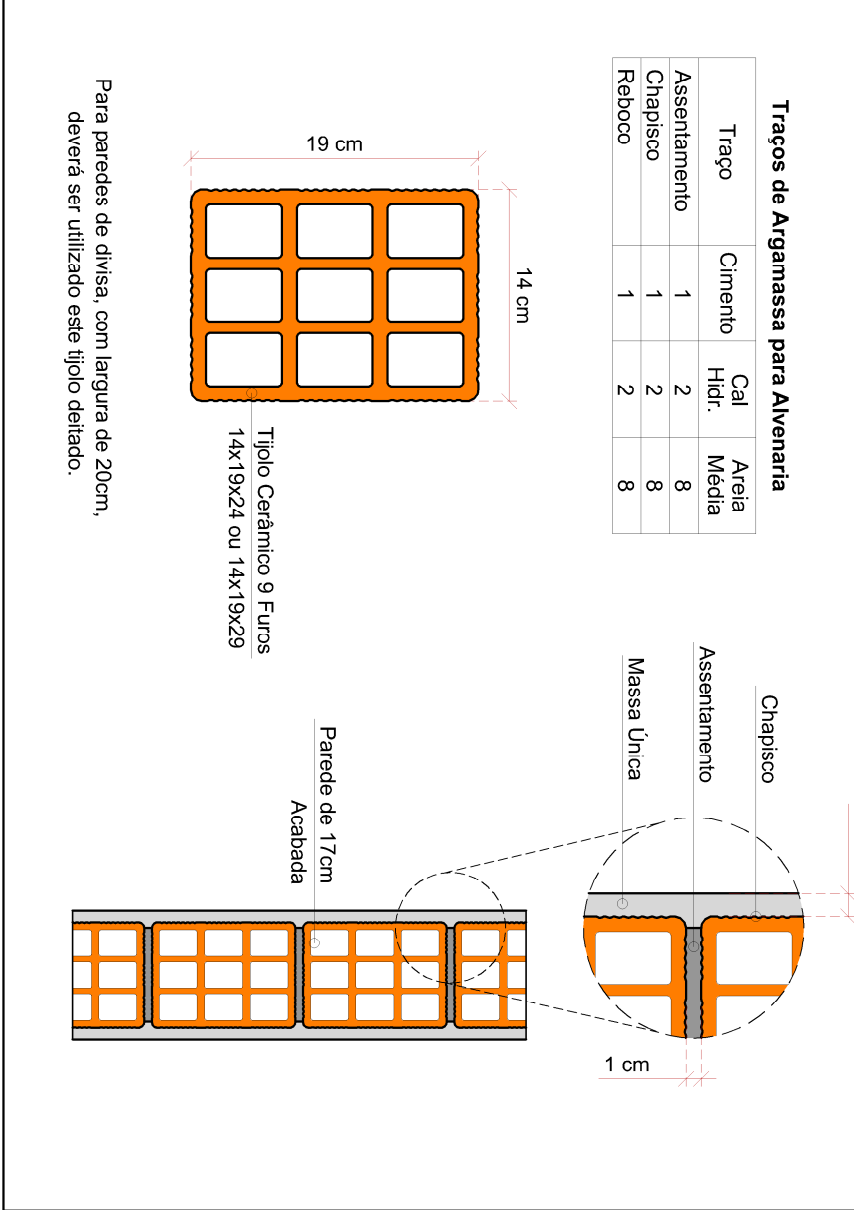 Traços de Argamassa para Alvenaria
Traço Cimento Cal Hidr. Areia Média
Assentamento 1 2 8
Chapisco 1 2 8
Reboco 1 2 8
Chapisco
Assentamento
Massa Única
1 cm
14 cm
19 cm
Tijolo Cerâmico 9 Furos
14x19x24 ou 14x19x29
Parede de 17cm
Acabada
Para paredes de divisa, com largura de 20cm,
deverá ser utilizado este tijolo deitado.